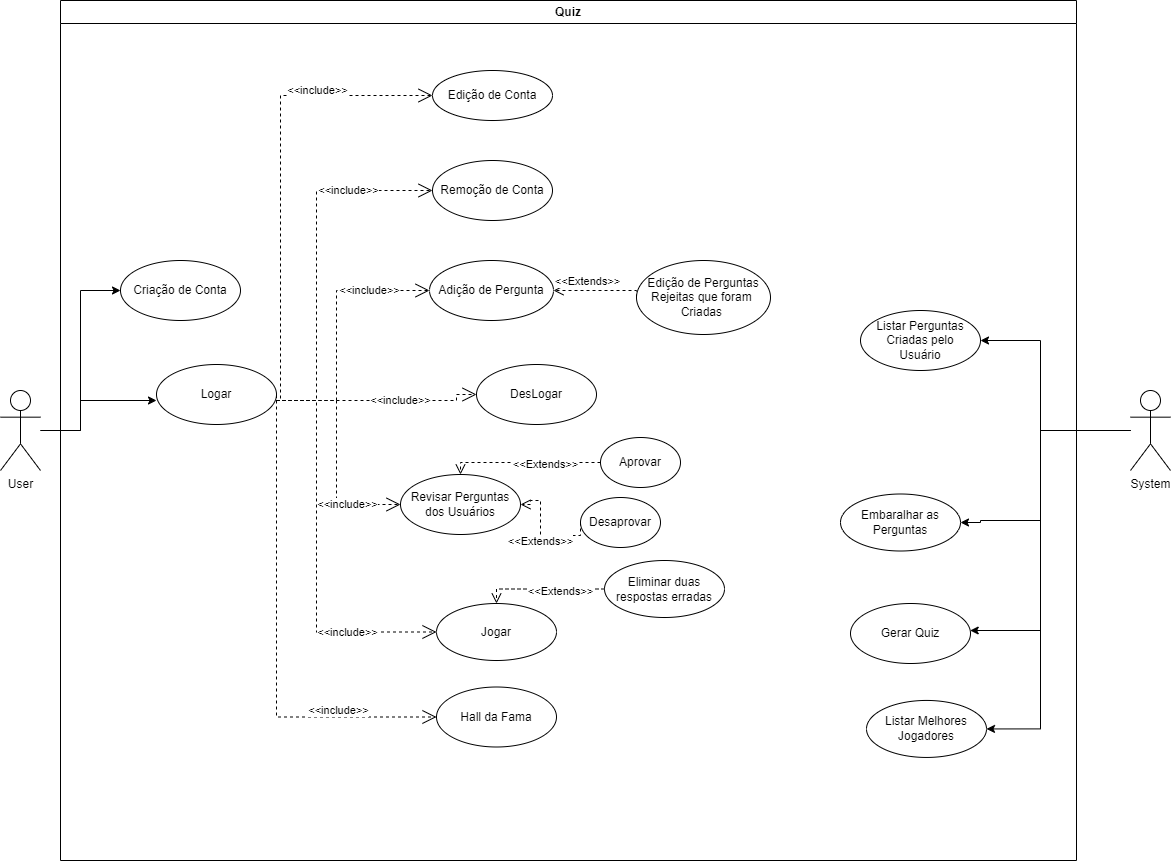 Quiz
<<include>>
Edição de Conta
<<include>>
Remoção de Conta
Criação de Conta
<<include>>
Adição de Pergunta
<<Extends>>
Edição de Perguntas
Rejeitas que foram
Criadas
Listar Perguntas
Criadas pelo
Usuário
Logar
<<include>>
DesLogar
User
System
<<include>>
Revisar Perguntas
dos Usuários
<<Extends>>
Aprovar
<<Extends>>
Desaprovar
Embaralhar as
Perguntas
<<Extends>>
Eliminar duas
respostas erradas
<<include>>
Jogar
Gerar Quiz
<<include>>
Hall da Fama
Listar Melhores
Jogadores